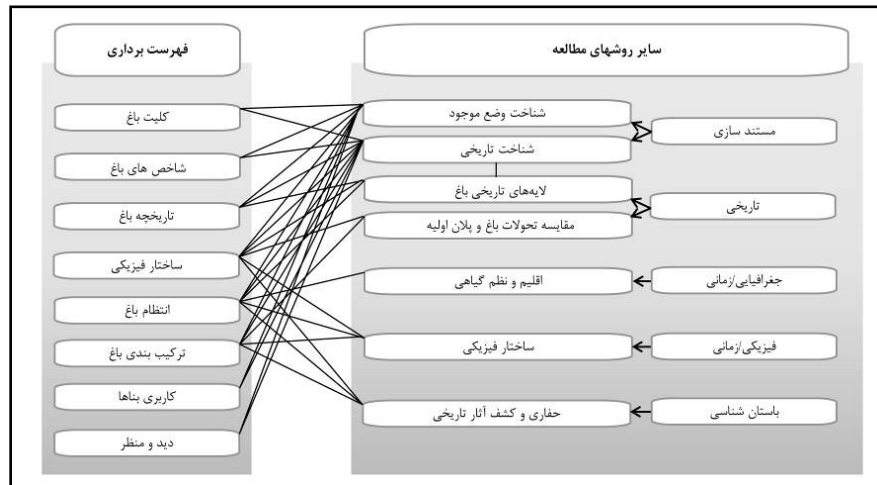 سایر روشهای مطالعه
فهرست برداری
مستند سازی
شناخت وضع موجود
شناخت تاریخی
تاریخی
لایه‌های تاریخی باغ
مقایسه تحولات باغ و پلان اولیه
جغرافیایی/زمانی
اقلیم و نظم گیاهی
فیزیکی/زمانی
ساختار فیزیکی
باستان شناسی
حفاری و کشف آثار تاریخی
کلیت باغ
شاخص های باغ
تاریخچه باغ
ساختار فیزیکی
انتظام باغ
ترکیب بندی باغ
کاربری بناها
دید و منظر